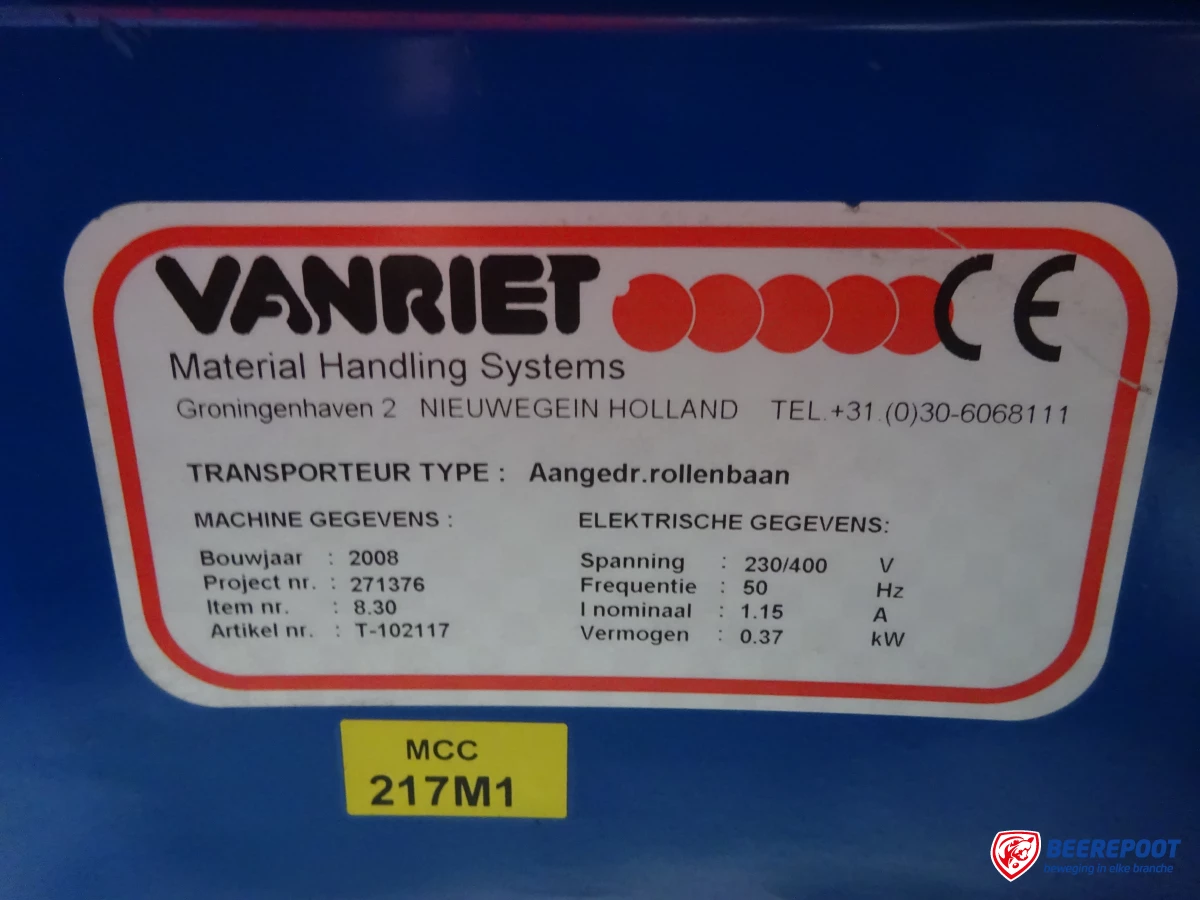 VANRIET CE
Material Handling Systems
Groningenhaven 2 NIEUWEGEIN HOLLAND TEL.+31.(0)30-6068111
TRANSPORTEUR TYPE : Aangedr.rollenbaan
MACHINE GEGEVENS :
Bouwjaar : 2008
Project nr. : 271376
Item nr. : 8.30
Artikel nr. : T-102117
ELEKTRISCHE GEGEVENS:
Spanning : 230/400 V
Frequentie : 50 Hz
I nominaal : 1.15 A
Vermogen : 0.37 kW
MCC
217M1
BEEREPOOT
beweging in elke branche